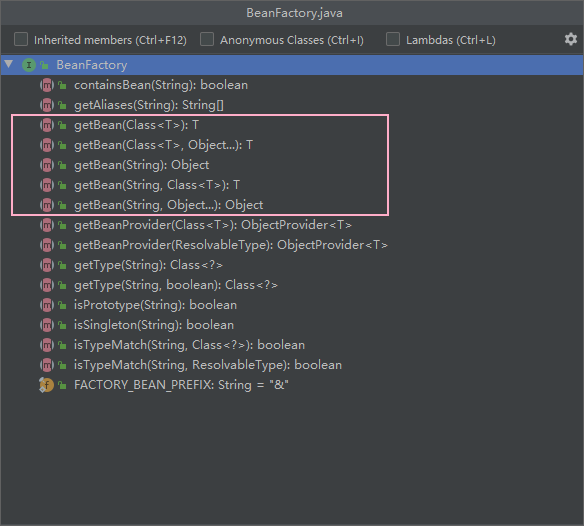 BeanFactory.java
Inherited members (Ctrl+F12) Anonymous Classes (Ctrl+I) Lambdas (Ctrl+L)
I BeanFactory
m containsBean(String): boolean
m getAliases(String): String[]
m getBean(Class<T>): T
m getBean(Class<T>, Object...): T
m getBean(String): Object
m getBean(String, Class<T>): T
m getBean(String, Object...): Object
m getBeanProvider(Class<T>): ObjectProvider<T>
m getBeanProvider(ResolvableType): ObjectProvider<T>
m getType(String): Class<?>
m getType(String, boolean): Class<?>
m isPrototype(String): boolean
m isSingleton(String): boolean
m isTypeMatch(String, Class<?>): boolean
m isTypeMatch(String, ResolvableType): boolean
f FACTORY_BEAN_PREFIX: String = "&"